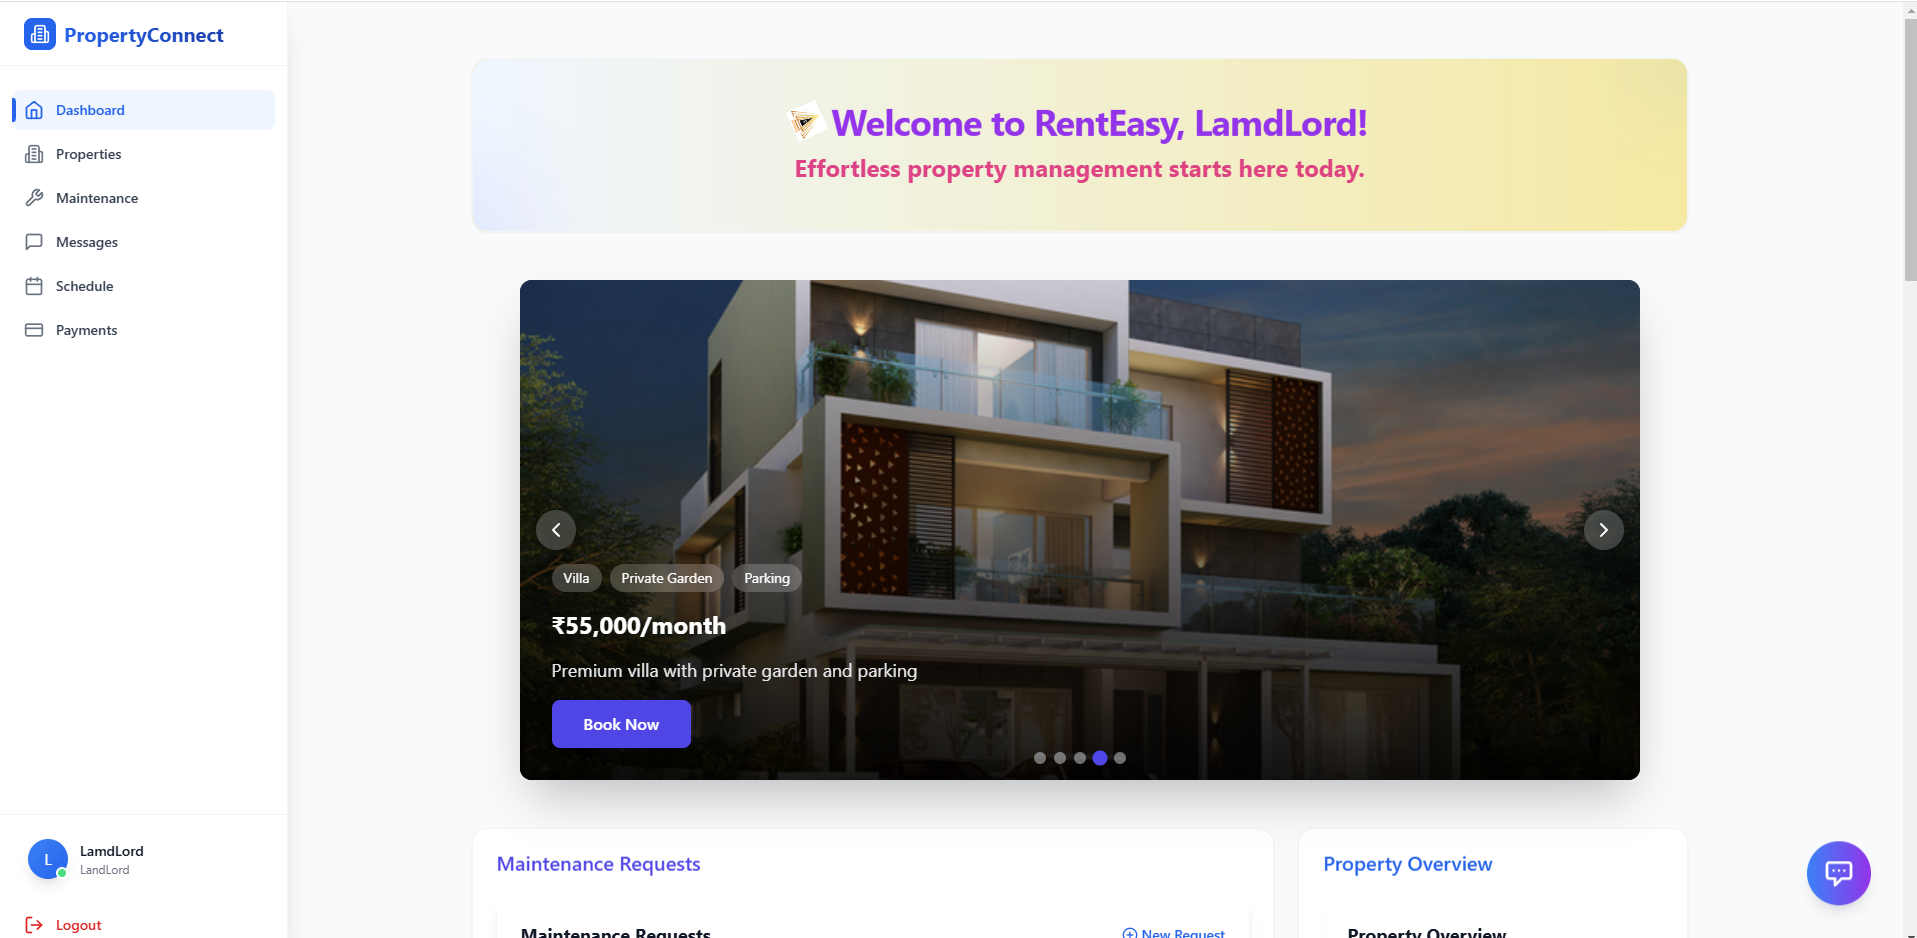 PropertyConnect
Dashboard
Properties
Maintenance
Messages
Schedule
Payments
LamdLord
LandLord
L
Logout
Welcome to RentEasy, LamdLord!
Effortless property management starts here today.
Villa Private Garden Parking
₹55,000/month
Premium villa with private garden and parking
Book Now
Maintenance Requests
Maintenance Requests New Request
Property Overview
Property Overview